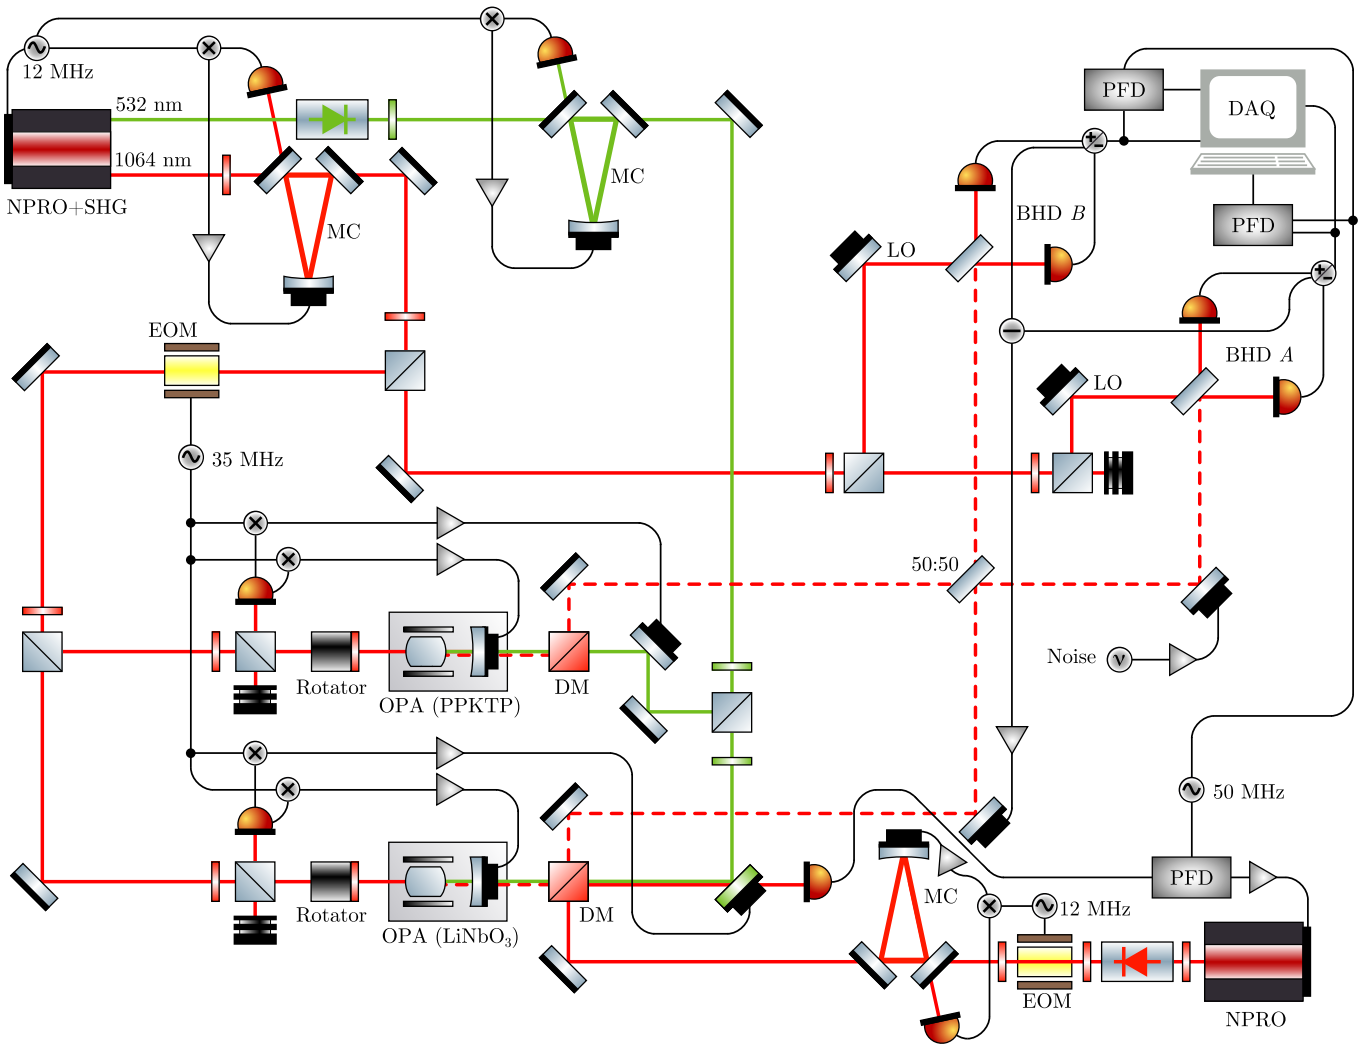 12 MHz
532 nm
1064 nm
NPRO+SHG
MC
MC
PFD
DAQ
PFD
BHD B
LO
BHD A
LO
EOM
35 MHz
50:50
Rotator
OPA (PPKTP)
DM
Noise
ν
50 MHz
Rotator
OPA (LiNbO₃)
DM
MC
PFD
12 MHz
EOM
NPRO